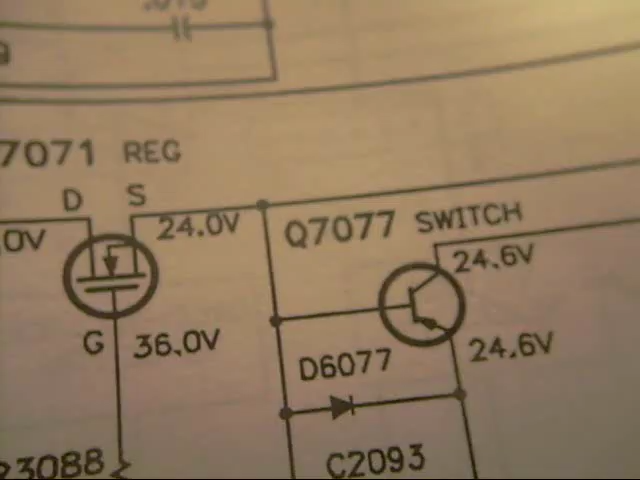 7071 REG
D S
.0V 24.0V
Q7077 SWITCH
24.6V
G 36.0V
24.6V
D6077
3088
C2093